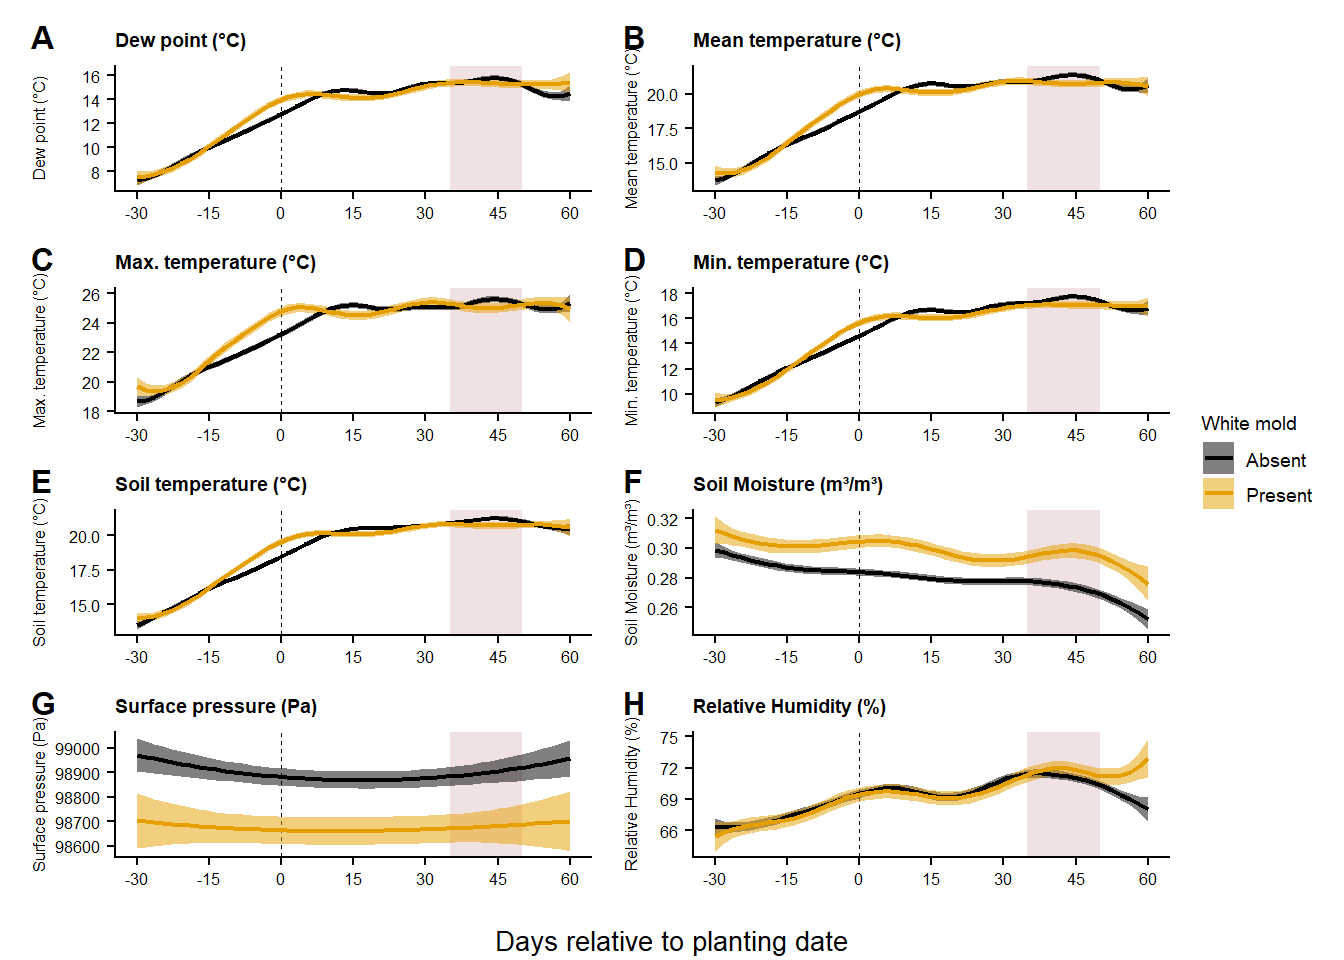 A Dew point (°C)
Dew point (°C)
16
14
12
10
8
-30 -15 0 15 30 45 60
B Mean temperature (°C)
Mean temperature (°C)
20.0
17.5
15.0
-30 -15 0 15 30 45 60
C Max. temperature (°C)
Max. temperature (°C)
26
24
22
20
18
-30 -15 0 15 30 45 60
D Min. temperature (°C)
Min. temperature (°C)
18
16
14
12
10
-30 -15 0 15 30 45 60
E Soil temperature (°C)
Soil temperature (°C)
20.0
17.5
15.0
-30 -15 0 15 30 45 60
F Soil Moisture (m³/m³)
Soil Moisture (m³/m³)
0.32
0.30
0.28
0.26
-30 -15 0 15 30 45 60
G Surface pressure (Pa)
Surface pressure (Pa)
99000
98900
98800
98700
98600
-30 -15 0 15 30 45 60
H Relative Humidity (%)
Relative Humidity (%)
75
72
69
66
-30 -15 0 15 30 45 60
White mold
Absent
Present
Days relative to planting date